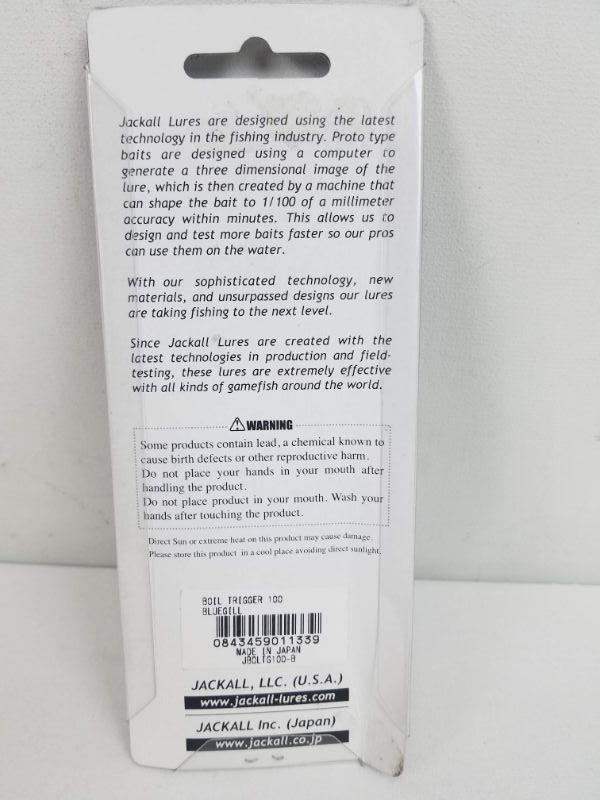 Jackall Lures are designed using the latest
technology in the fishing industry. Proto type
baits are designed using a computer to
generate a three dimensional image of the
lure, which is then created by a machine that
can shape the bait to 1/100 of a millimeter
accuracy within minutes. This allows us to
design and test more baits faster so our pros
can use them on the water.
With our sophisticated technology, new
materials, and unsurpassed designs our lures
are taking fishing to the next level.
Since Jackall Lures are created with the
latest technologies in production and field-
testing, these lures are extremely effective
with all kinds of gamefish around the world.
WARNING
Some products contain lead, a chemical known to
cause birth defects or other reproductive harm.
Do not place your hands in your mouth after
handling the product.
Do not place product in your mouth. Wash your
hands after touching the product.
Direct Sun or extreme heat on this product may cause damage.
Please store this product in a cool place avoiding direct sunlight.
BOIL TRIGGER 100
BLUEGILL
0843459011339
MADE IN JAPAN
JBOLTG100-B
JACKALL, LLC. (U.S.A.)
www.jackall-lures.com
JACKALL Inc. (Japan)
www.jackall.co.jp